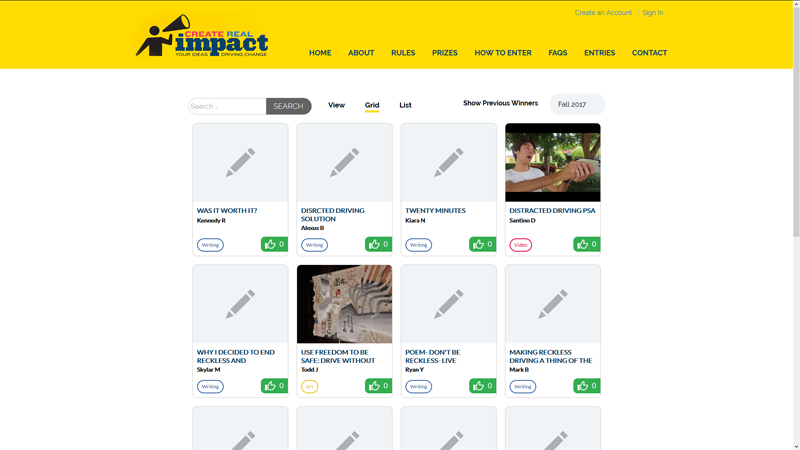 Create an Account
Sign In
CREATE REAL
impact
YOUR IDEAS DRIVING CHANGE
HOME
ABOUT
RULES
PRIZES
HOW TO ENTER
FAQS
ENTRIES
CONTACT
Search ...
SEARCH
View
Grid
List
Show Previous Winners
Fall 2017
WAS IT WORTH IT?
Kennedy R
Writing
0
DISRCTED DRIVING
SOLUTION
Alexus B
Writing
0
TWENTY MINUTES
Kiara N
Writing
0
DISTRACTED DRIVING PSA
Santino D
Video
0
WHY I DECIDED TO END
RECKLESS AND
Skylar M
Writing
0
USE FREEDOM TO BE
SAFE: DRIVE WITHOUT
Todd J
Art
0
POEM- DON'T BE
RECKLESS- LIVE
Ryan Y
Writing
0
MAKING RECKLESS
DRIVING A THING OF THE
Mark B
Writing
0